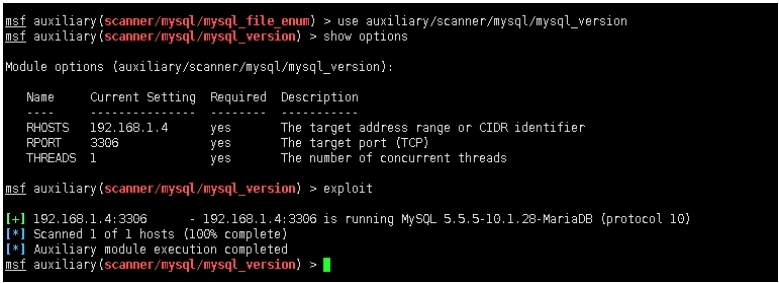 msf auxiliary(scanner/mysql/mysql_file_enum) > use auxiliary/scanner/mysql/mysql_version
msf auxiliary(scanner/mysql/mysql_version) > show options
Module options (auxiliary/scanner/mysql/mysql_version):
Name Current Setting Required Description
---- --------------- -------- -----------
RHOSTS 192.168.1.4 yes The target address range or CIDR identifier
RPORT 3306 yes The target port (TCP)
THREADS 1 yes The number of concurrent threads
msf auxiliary(scanner/mysql/mysql_version) > exploit
[+] 192.168.1.4:3306 - 192.168.1.4:3306 is running MySQL 5.5.5-10.1.28-MariaDB (protocol 10)
[*] Scanned 1 of 1 hosts (100% complete)
[*] Auxiliary module execution completed
msf auxiliary(scanner/mysql/mysql_version) >